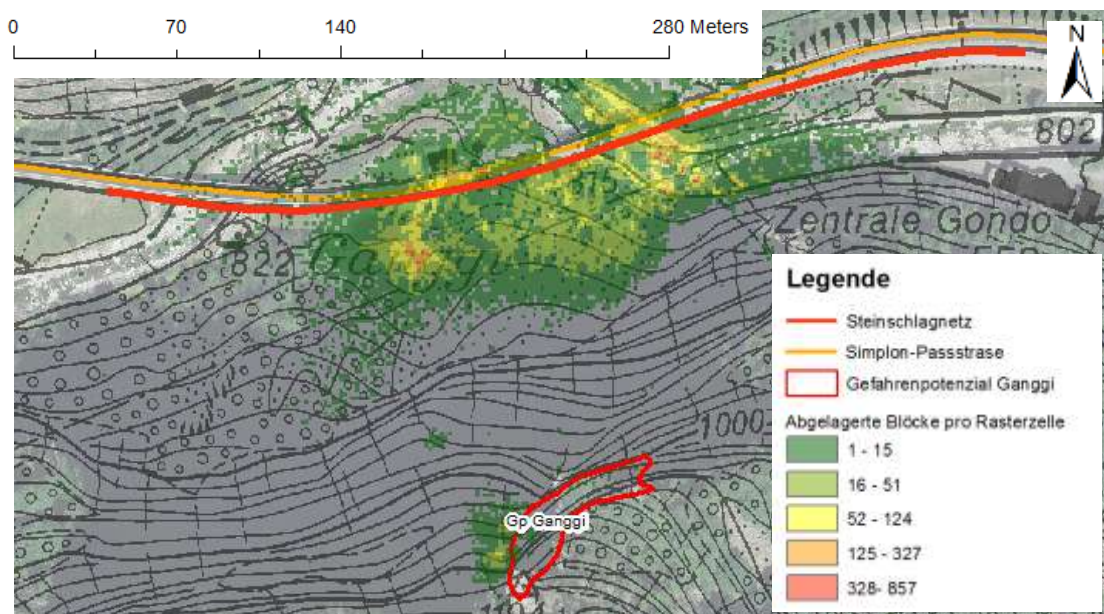 0 70 140 280 Meters
N
802
Zentrale Gondo
822 Ganggi
1000
Gp Ganggi
Legende
Steinschlagnetz
Simplon-Passstrase
Gefahrenpotenzial Ganggi
Abgelagerte Blöcke pro Rasterzelle
1 - 15
16 - 51
52 - 124
125 - 327
328- 857